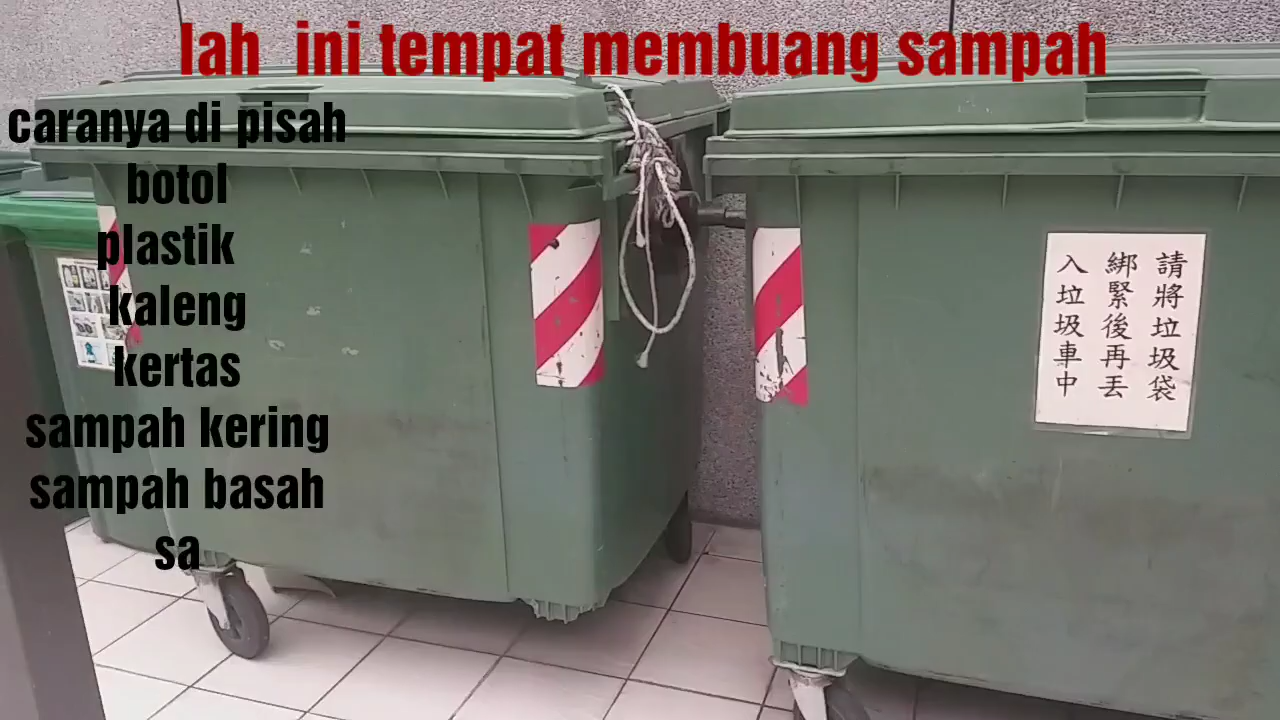 lah ini tempat membuang sampah
caranya di pisah
botol
plastik
kaleng
kertas
sampah kering
sampah basah
sa
請將垃圾袋
綁緊後再丟
入垃圾車中